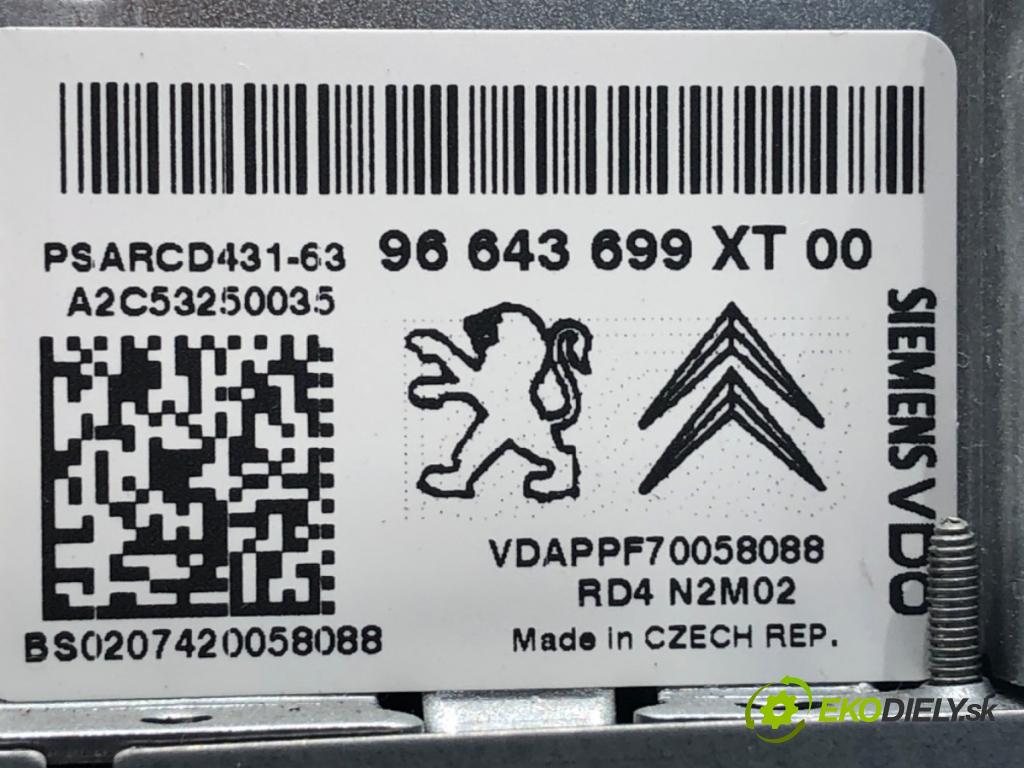 PSARCD431-63 96 643 699 XT 00
A2C53250035
SIEMENS VDO
VDAPPF70058088
RD4 N2M02
BS0207420058088
Made in CZECH REP.
EKODIELY.sk